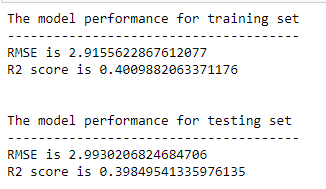 The model performance for training set
--------------------------------------
RMSE is 2.9155622867612077
R2 score is 0.4009882063371176
The model performance for testing set
--------------------------------------
RMSE is 2.9930206824684706
R2 score is 0.39849541335976135